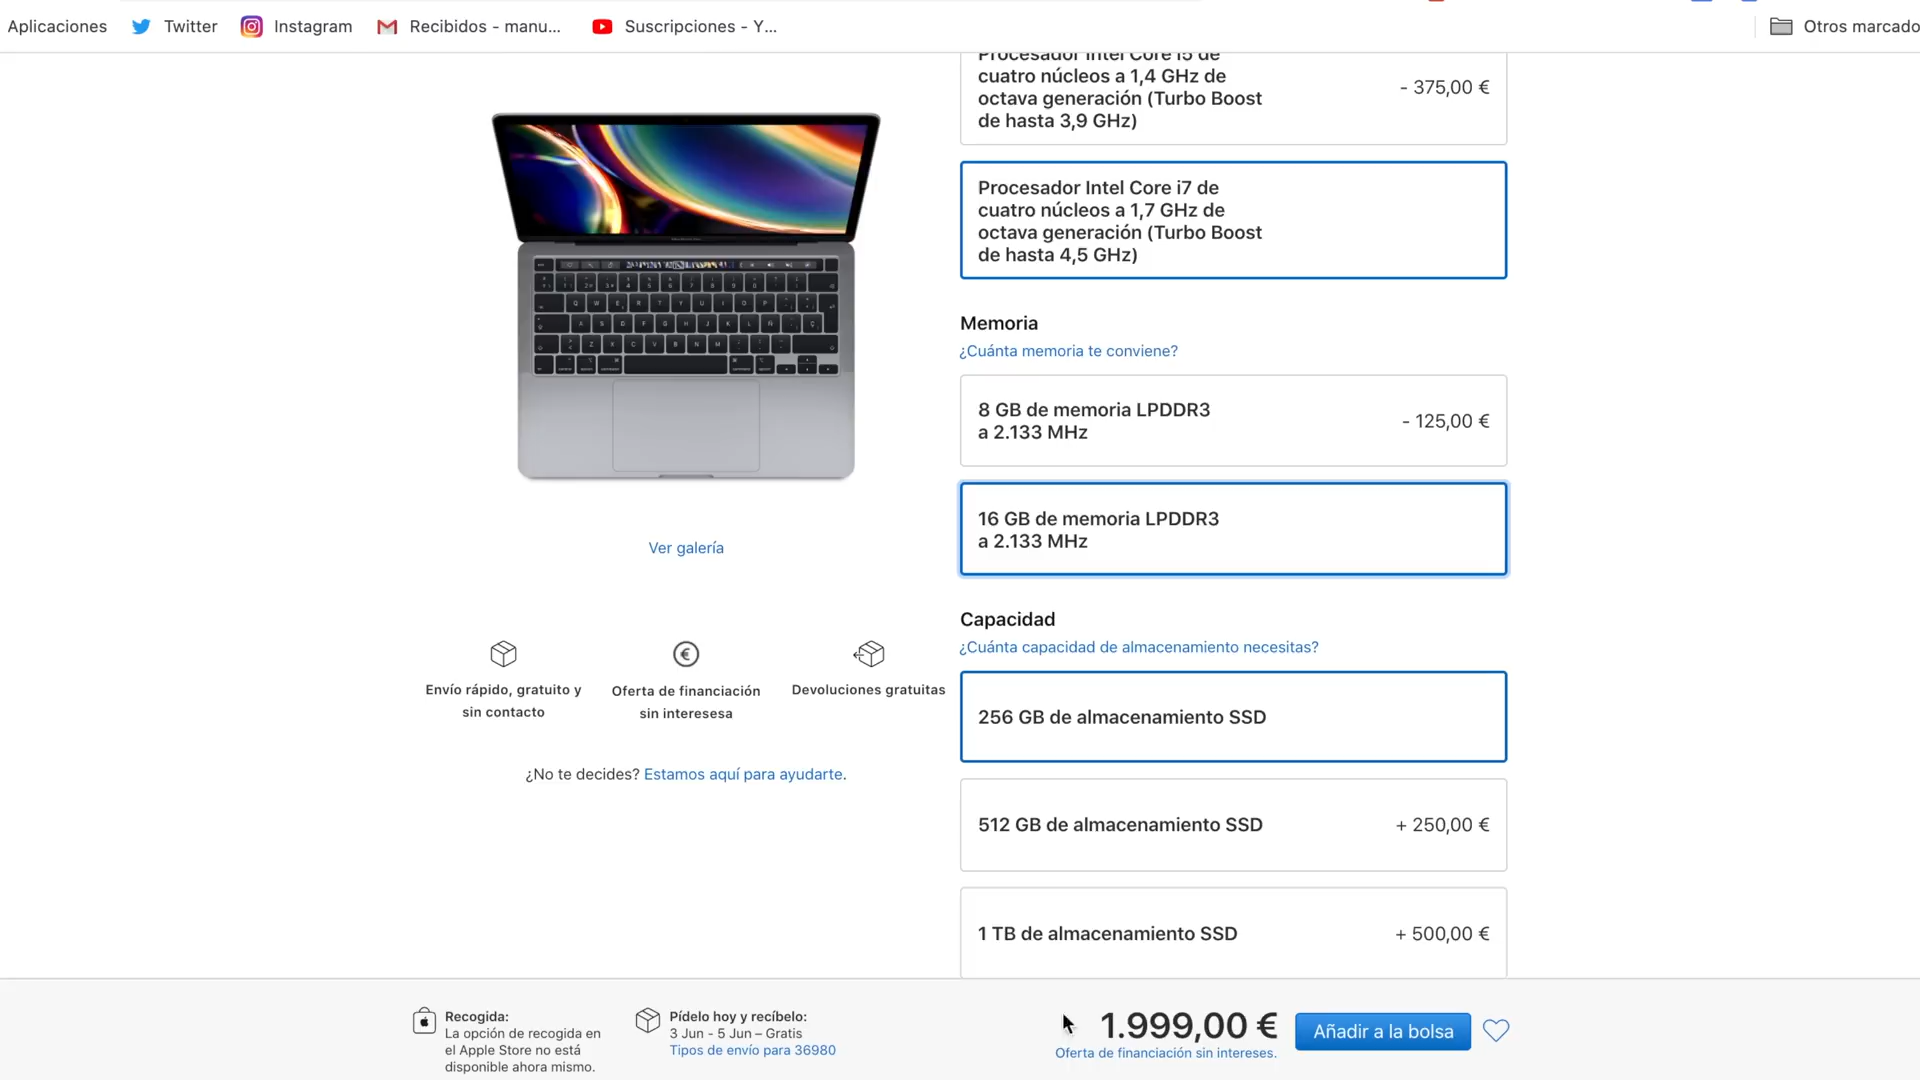 Aplicaciones
Twitter
Instagram
Recibidos - manu...
Suscripciones - Y...
Otros marcado
Procesador Intel Core i5 de
cuatro núcleos a 1,4 GHz de
octava generación (Turbo Boost
de hasta 3,9 GHz)
- 375,00 €
Procesador Intel Core i7 de
cuatro núcleos a 1,7 GHz de
octava generación (Turbo Boost
de hasta 4,5 GHz)
Memoria
¿Cuánta memoria te conviene?
8 GB de memoria LPDDR3
a 2.133 MHz
- 125,00 €
16 GB de memoria LPDDR3
a 2.133 MHz
Ver galería
Capacidad
¿Cuánta capacidad de almacenamiento necesitas?
Envío rápido, gratuito y
sin contacto
Oferta de financiación
sin interesesa
Devoluciones gratuitas
256 GB de almacenamiento SSD
¿No te decides? Estamos aquí para ayudarte.
512 GB de almacenamiento SSD
+ 250,00 €
1 TB de almacenamiento SSD
+ 500,00 €
Recogida:
La opción de recogida en
el Apple Store no está
disponible ahora mismo.
Pídelo hoy y recíbelo:
3 Jun - 5 Jun – Gratis
Tipos de envío para 36980
1.999,00 €
Oferta de financiación sin intereses.
Añadir a la bolsa